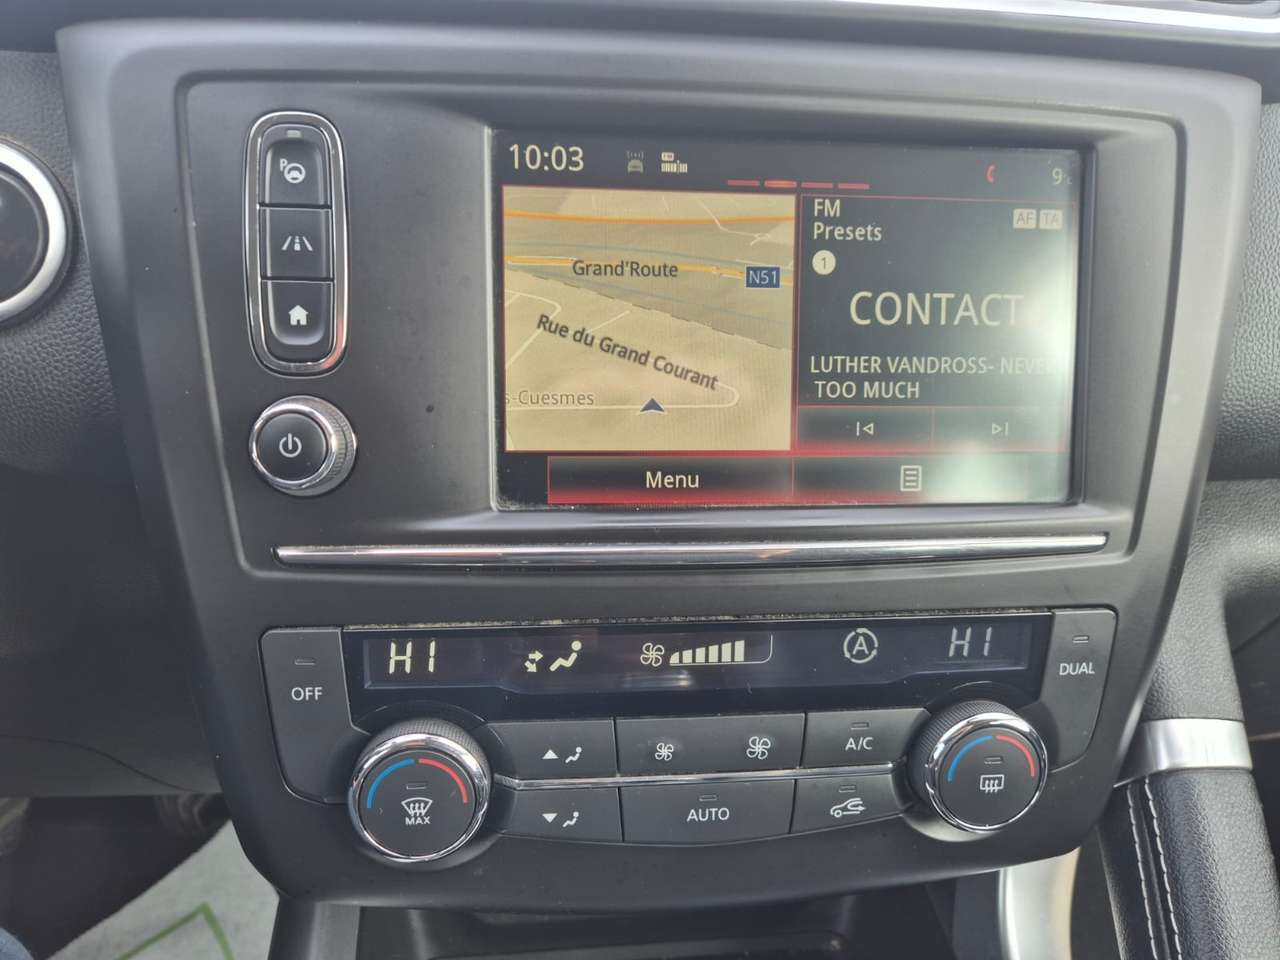 10:03
9°C
P
Grand'Route
N51
Rue du Grand Courant
s-Cuesmes
FM
Presets
AF TA
1
CONTACT
LUTHER VANDROSS- NEVER
TOO MUCH
Menu
HI
A
HI
OFF
DUAL
A/C
MAX
AUTO